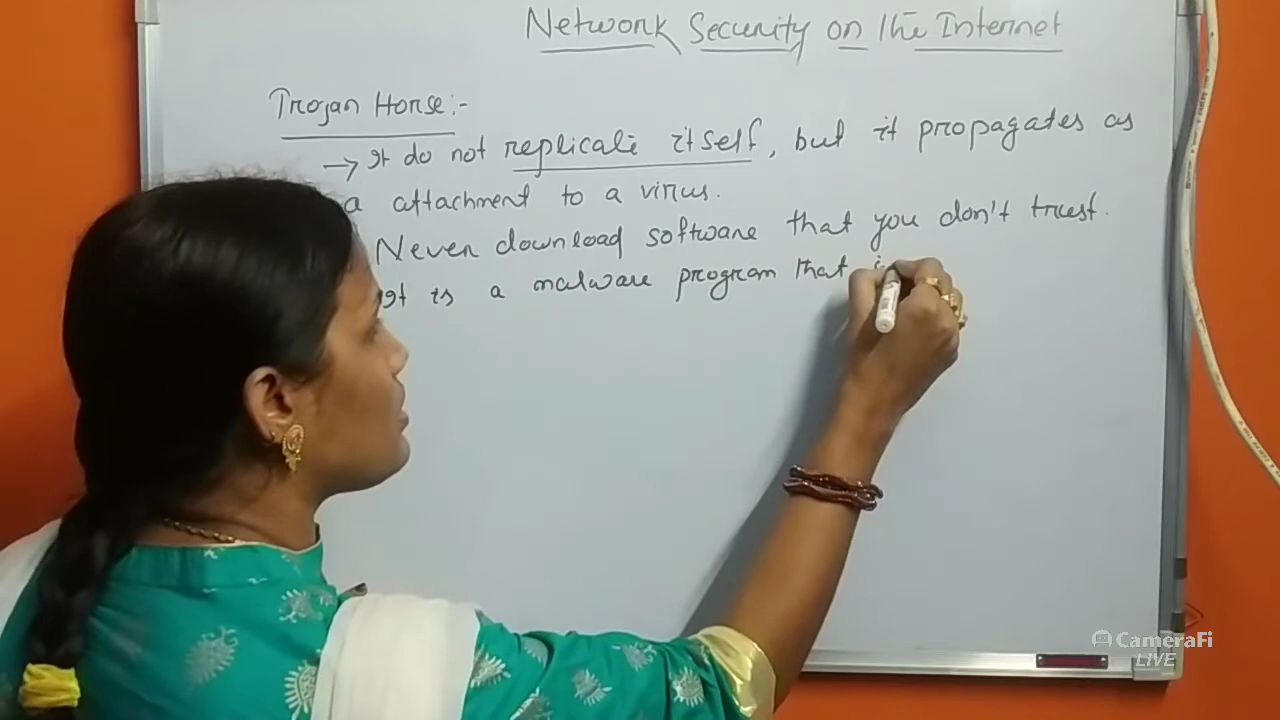 Network Security on the Internet
Trojan Horse:-
→ It do not replicate itself, but it propagates as
a attachment to a virus.
Never download software that you don't trust.
It is a malware program that
CameraFi
LIVE